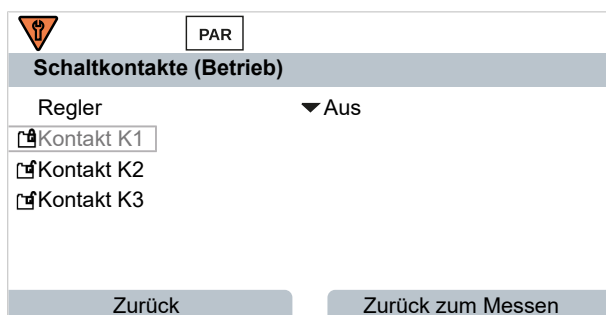 PAR
Schaltkontakte (Betrieb)
Regler Aus
Kontakt K1
Kontakt K2
Kontakt K3
Zurück Zurück zum Messen